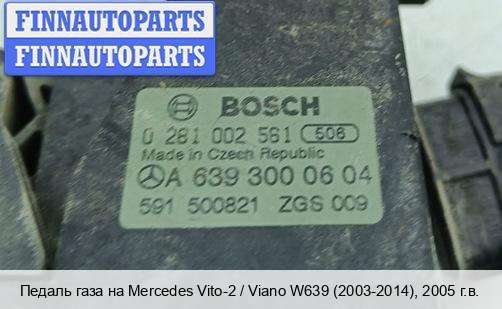 FINNAUTOPARTS
FINNAUTOPARTS
BOSCH
0 281 002 561 506
Made in Czech Republic
A 639 300 06 04
591 500821 ZGS 009
Педаль газа на Mercedes Vito-2 / Viano W639 (2003-2014), 2005 г.в.